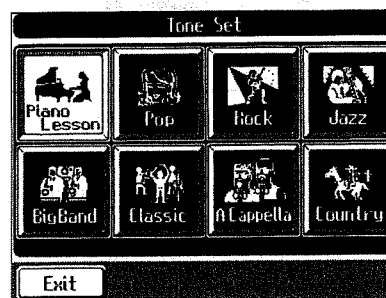 Tone Set
Piano
Lesson
Pop
Rock
Jazz
BigBand
Classic
A Cappella
Country
Exit